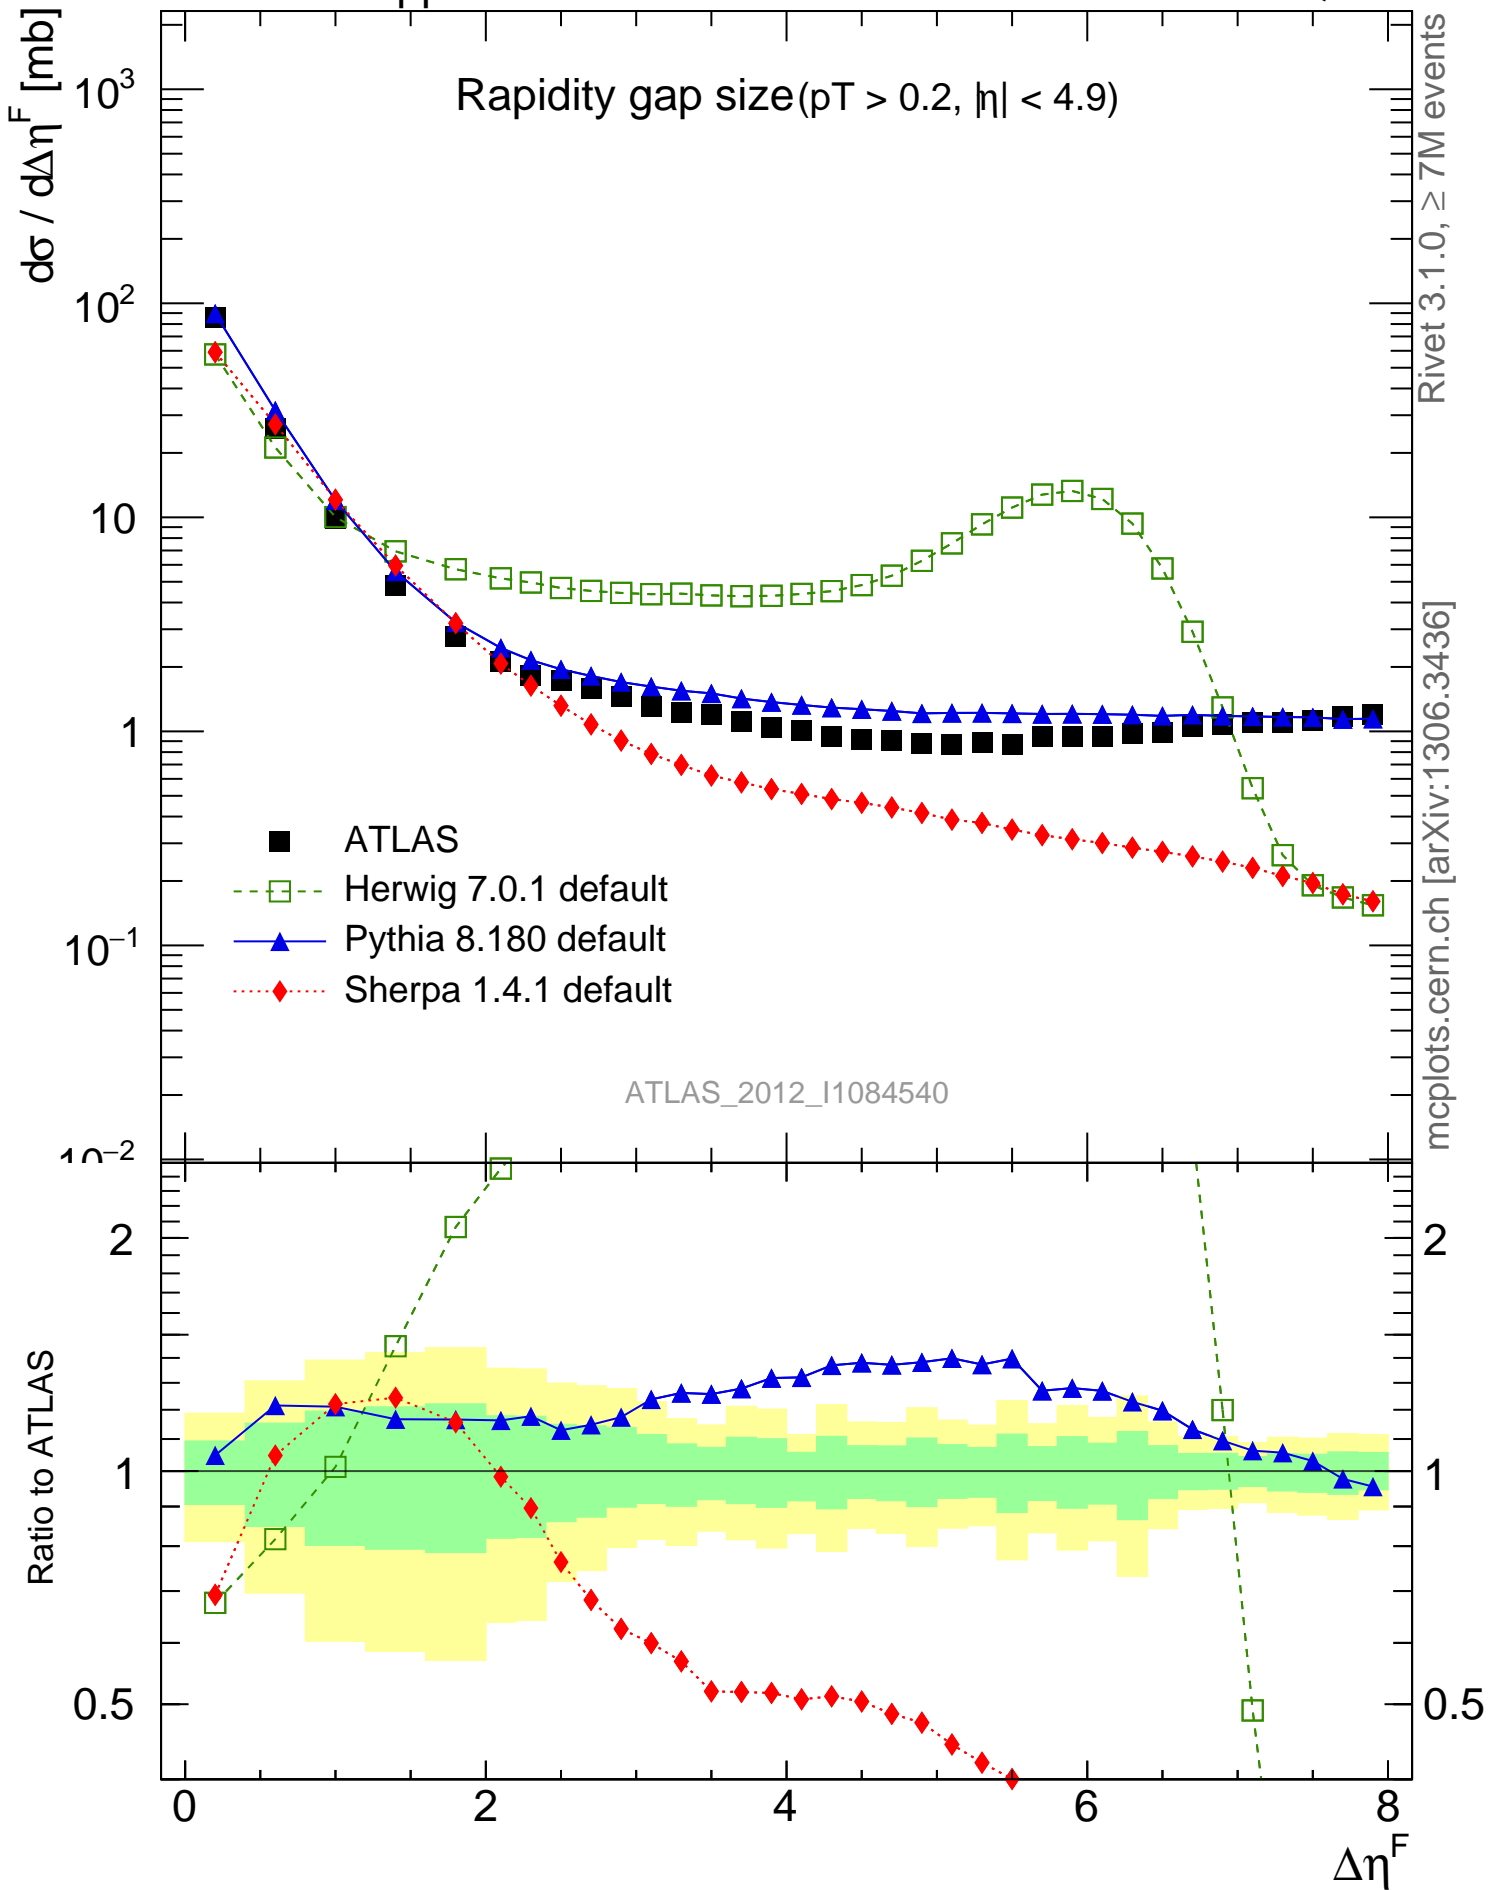 pp
dσ / dΔη^F [mb]
Rapidity gap size (pT > 0.2, |η| < 4.9)
10^3
10^2
10
1
10^−1
10^−2
ATLAS
Herwig 7.0.1 default
Pythia 8.180 default
Sherpa 1.4.1 default
ATLAS_2012_I1084540
Rivet 3.1.0, ≥ 7M events
mcplots.cern.ch [arXiv:1306.3436]
Ratio to ATLAS
2
1
0.5
2
1
0.5
0 2 4 6 8
Δη^F